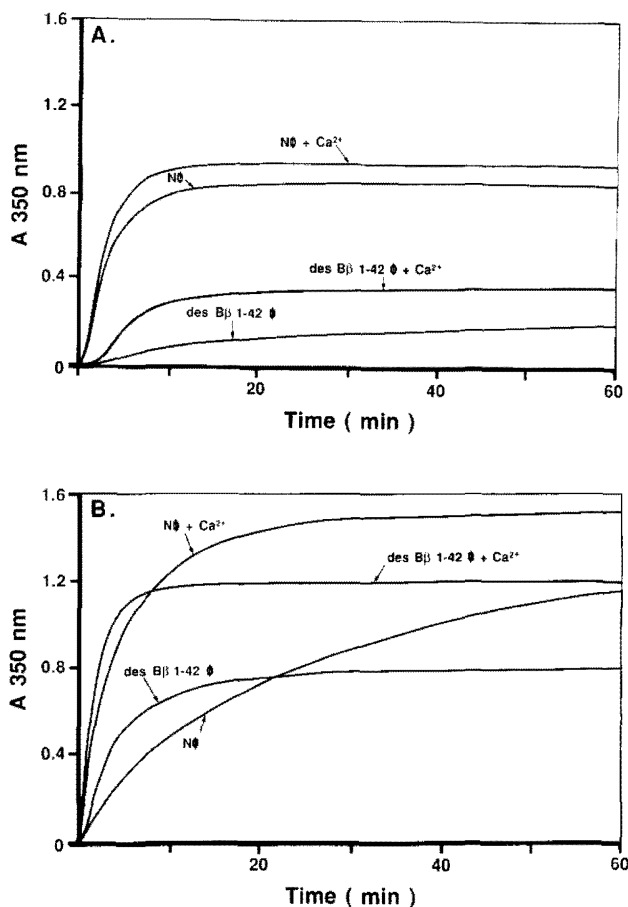 A.
1.6
1.2
0.8
0.4
0
A 350 nm
NΦ + Ca²⁺
NΦ
des Bβ 1-42 Φ + Ca²⁺
des Bβ 1-42 Φ
20
40
60
Time ( min )
B.
1.6
1.2
0.8
0.4
0
A 350 nm
NΦ + Ca²⁺
des Bβ 1-42 Φ + Ca²⁺
des Bβ 1-42 Φ
NΦ
20
40
60
Time ( min )